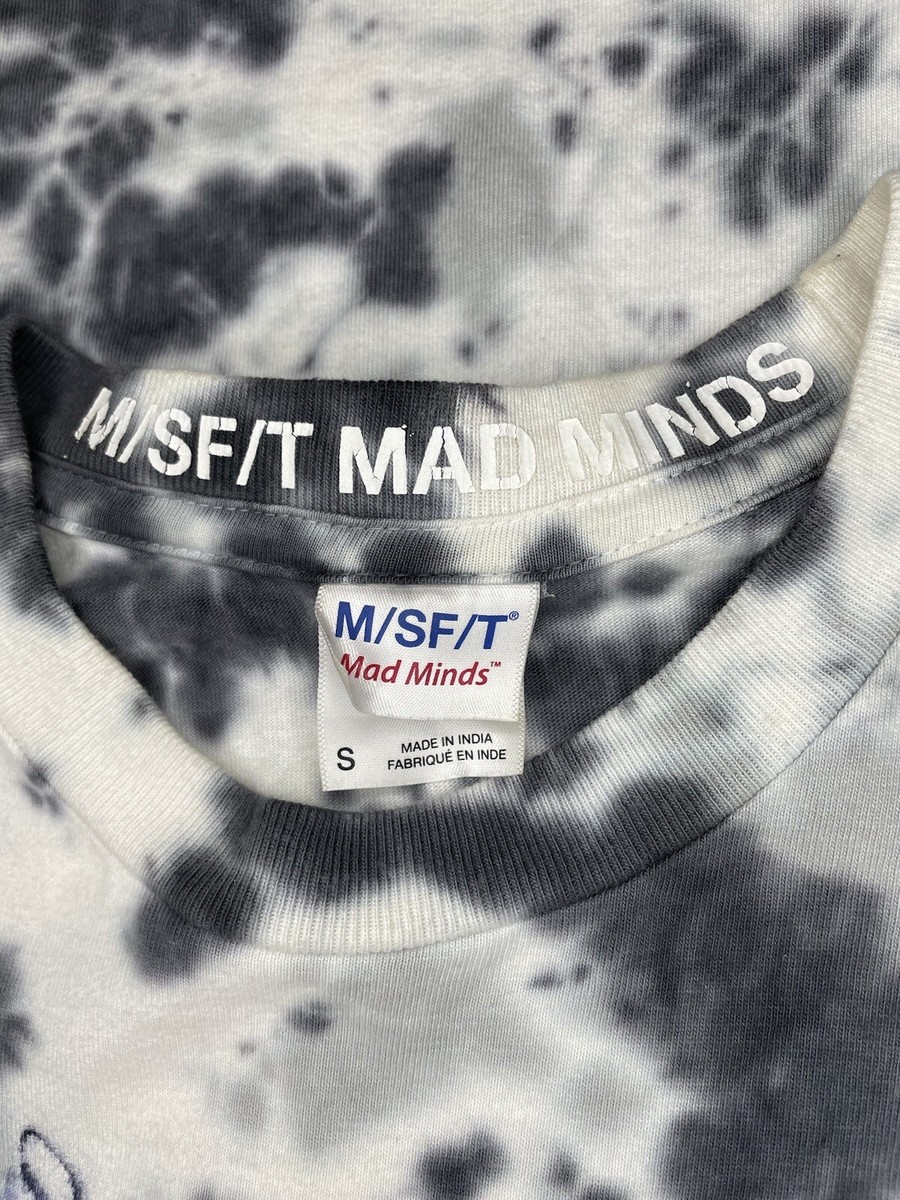 M/SF/T MAD MINDS
M/SF/T®
Mad Minds™
S
MADE IN INDIA
FABRIQUÉ EN INDE